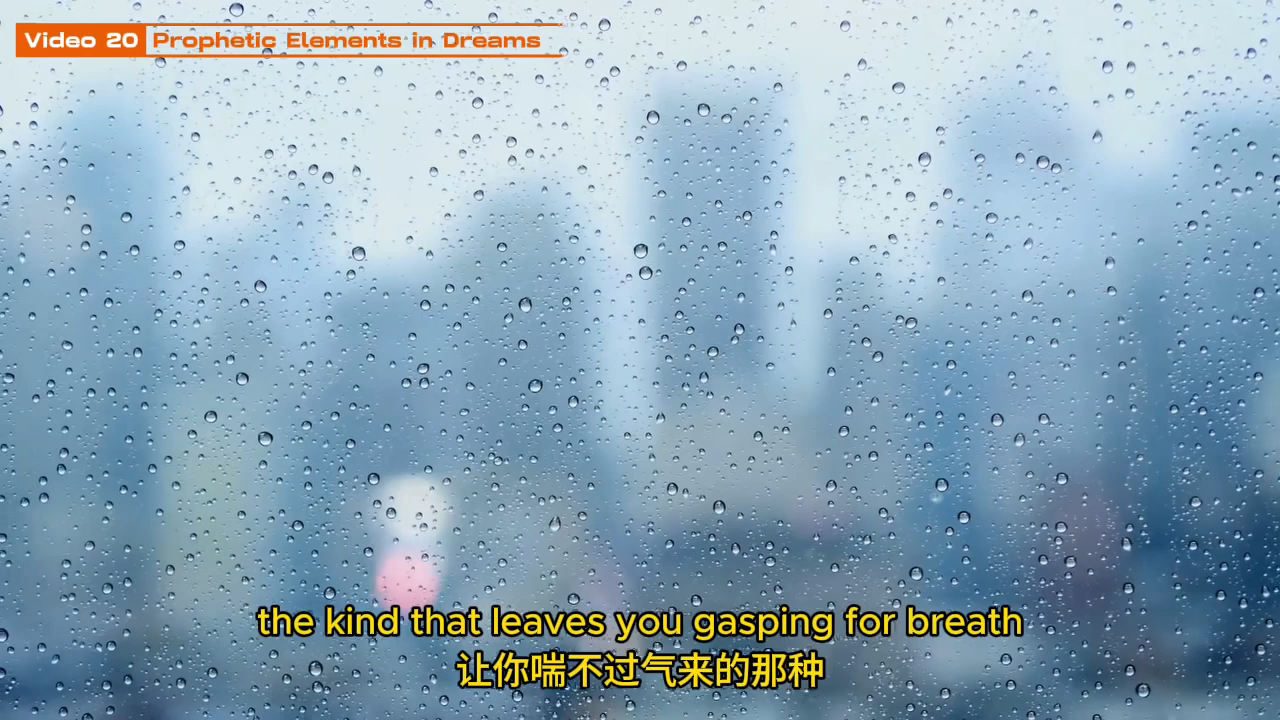 Video 20 Prophetic Elements in Dreams
the kind that leaves you gasping for breath
让你喘不过气来的那种